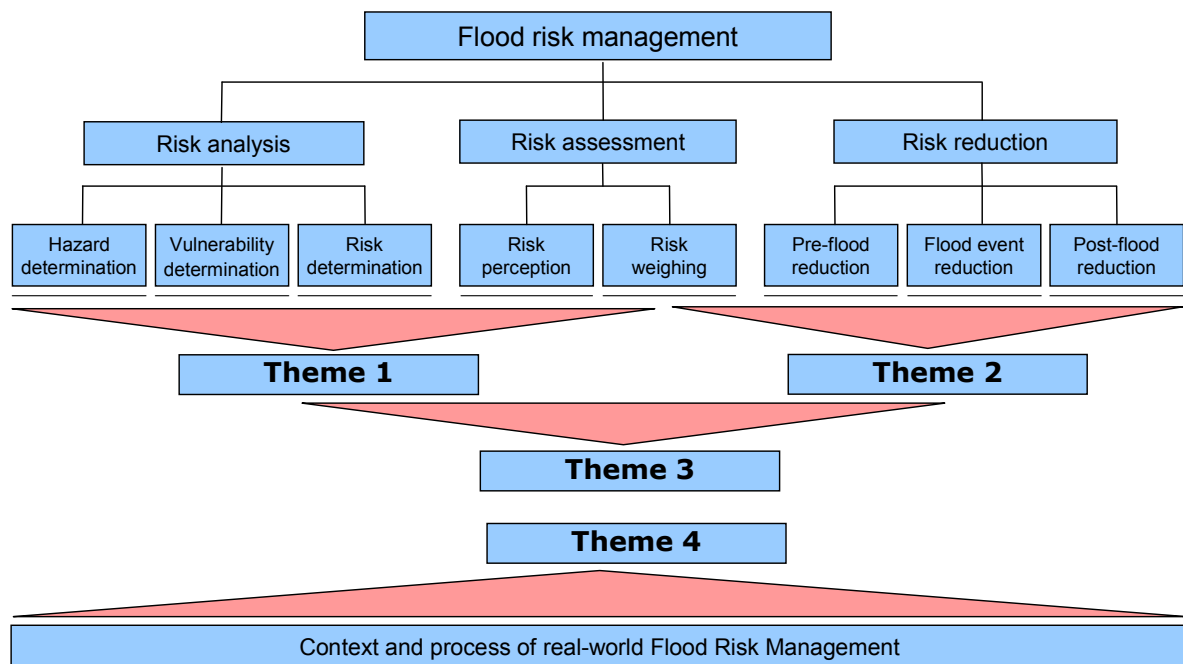 Flood risk management
Risk analysis
Risk assessment
Risk reduction
Hazard
determination
Vulnerability
determination
Risk
determination
Risk
perception
Risk
weighing
Pre-flood
reduction
Flood event
reduction
Post-flood
reduction
Theme 1
Theme 2
Theme 3
Theme 4
Context and process of real-world Flood Risk Management